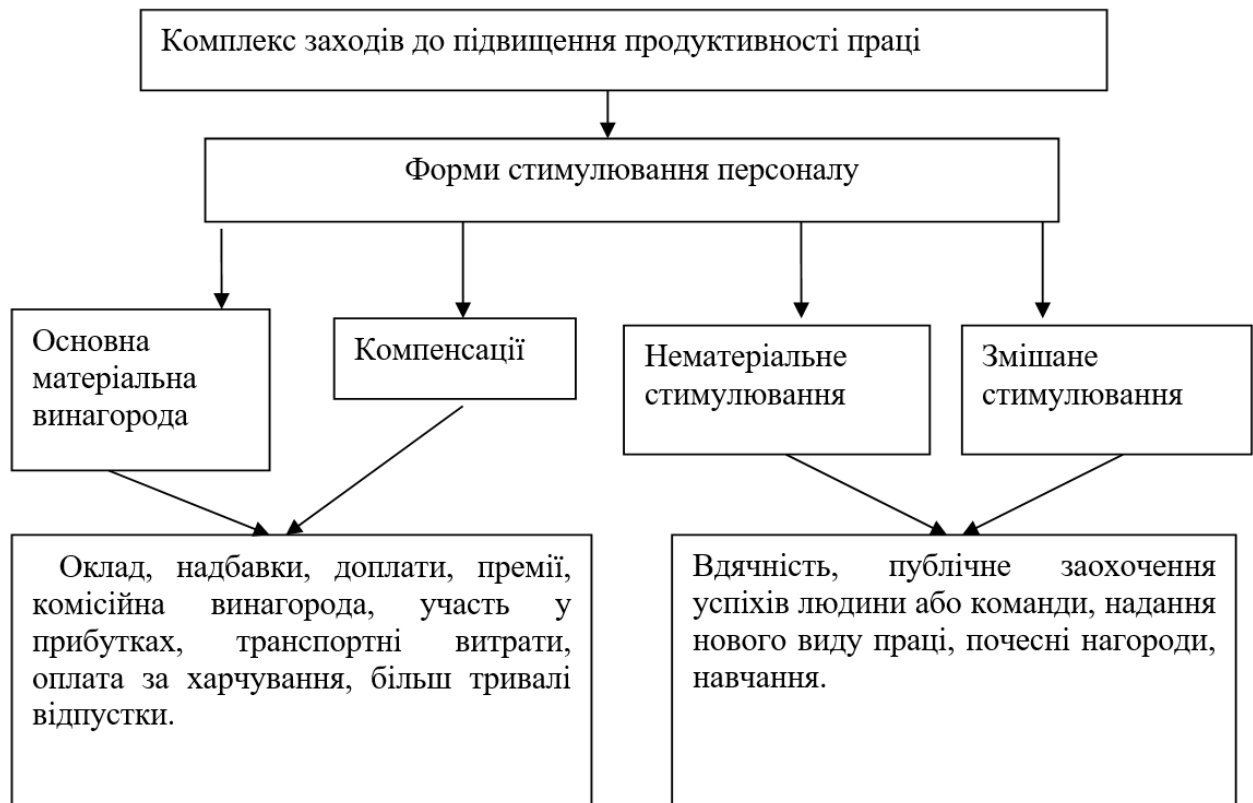 Комплекс заходів до підвищення продуктивності праці
Форми стимулювання персоналу
Основна
матеріальна
винагорода
Компенсації
Нематеріальне
стимулювання
Змішане
стимулювання
Оклад, надбавки, доплати, премії,
комісійна винагорода, участь у
прибутках, транспортні витрати,
оплата за харчування, більш тривалі
відпустки.
Вдячність, публічне заохочення
успіхів людини або команди, надання
нового виду праці, почесні нагороди,
навчання.